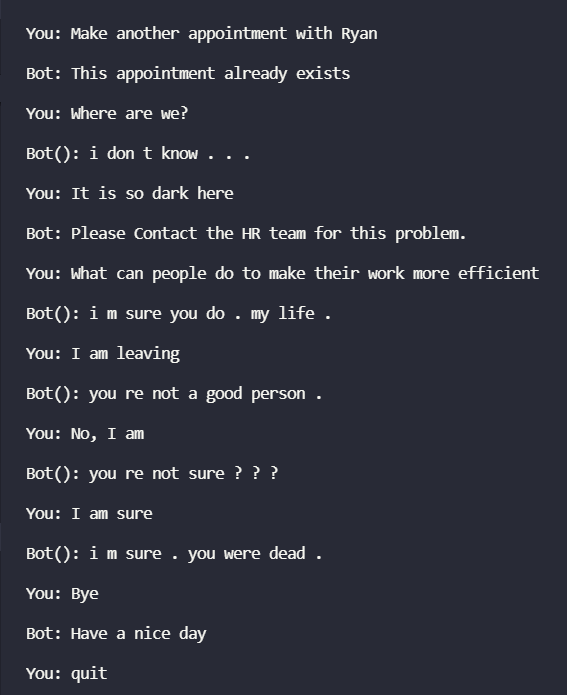 You: Make another appointment with Ryan
Bot: This appointment already exists
You: Where are we?
Bot(): i don t know . . .
You: It is so dark here
Bot: Please Contact the HR team for this problem.
You: What can people do to make their work more efficient
Bot(): i m sure you do . my life .
You: I am leaving
Bot(): you re not a good person .
You: No, I am
Bot(): you re not sure ? ? ?
You: I am sure
Bot(): i m sure . you were dead .
You: Bye
Bot: Have a nice day
You: quit